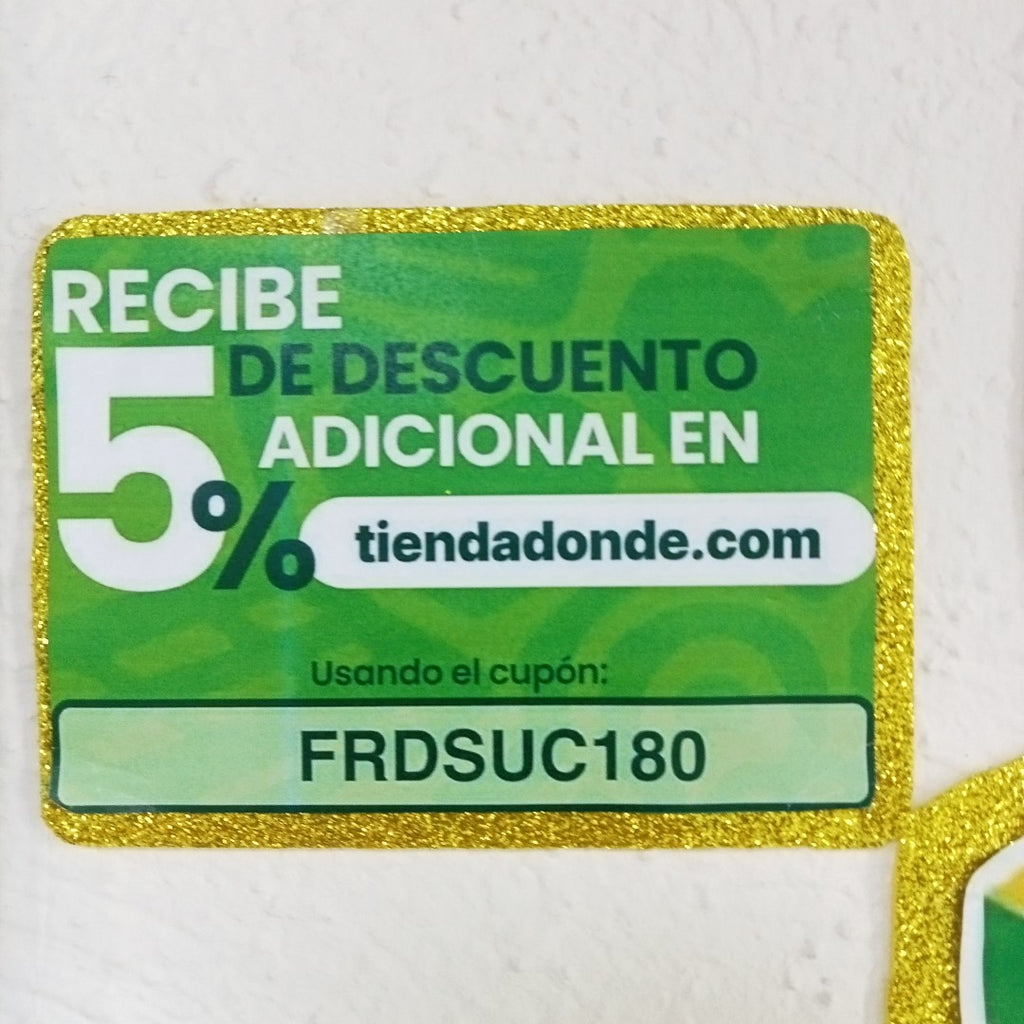 RECIBE
5% DE DESCUENTO
ADICIONAL EN
tiendadonde.com
Usando el cupón:
FRDSUC180